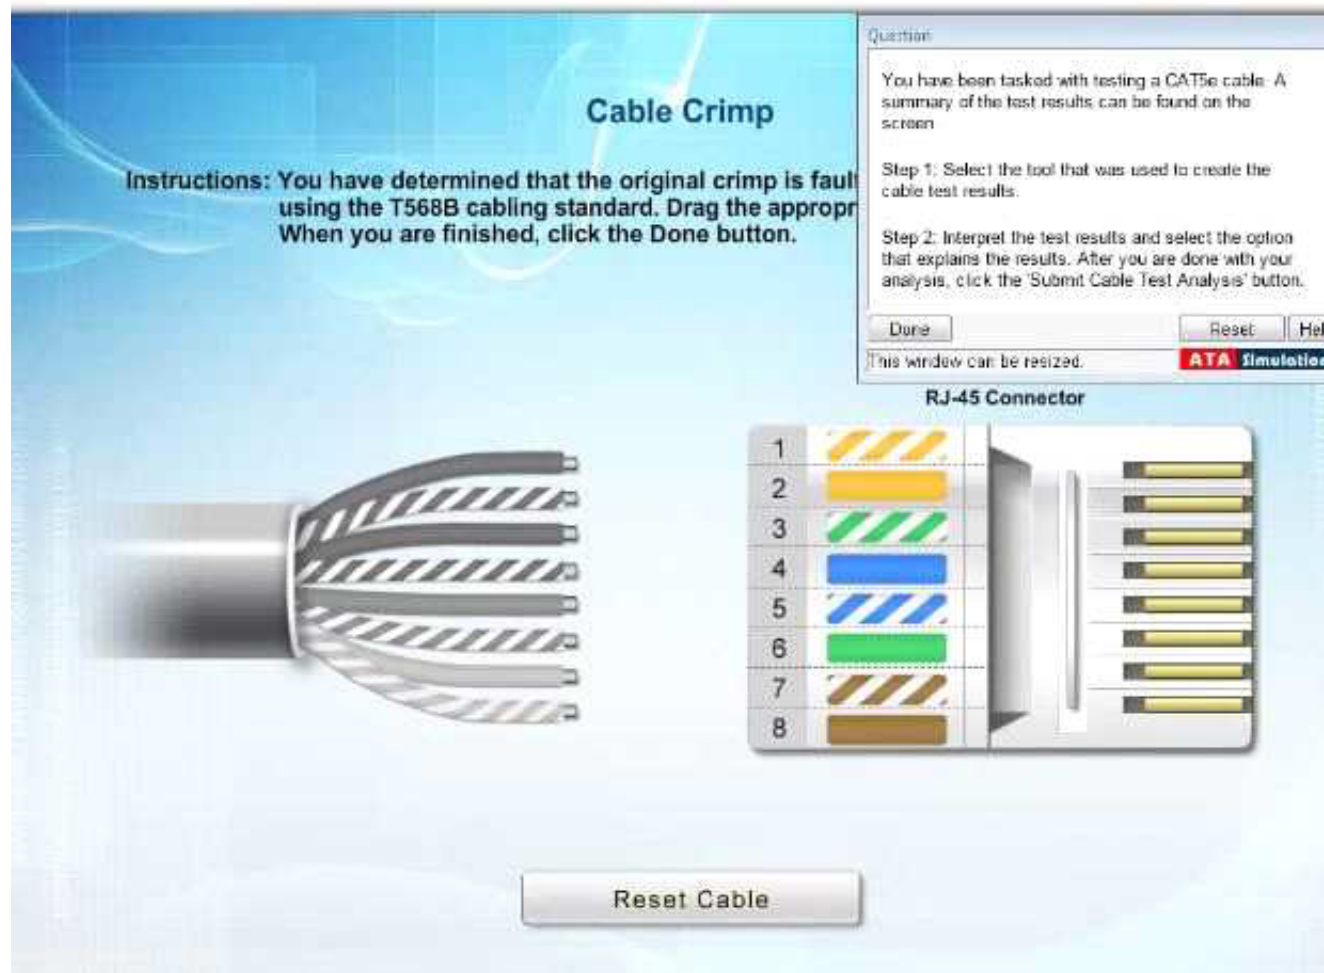 Question
You have been tasked with testing a CAT5e cable. A
summary of the test results can be found on the
screen
Cable Crimp
Step 1: Select the tool that was used to create the
cable test results.
Instructions: You have determined that the original crimp is faul
using the T568B cabling standard. Drag the appropr
When you are finished, click the Done button.
Step 2: Interpret the test results and select the option
that explains the results. After you are done with your
analysis, click the 'Submit Cable Test Analysis' button.
Done
Reset
Hel
This window can be resized.
ATA Simulation
RJ-45 Connector
1
2
3
4
5
6
7
8
Reset Cable